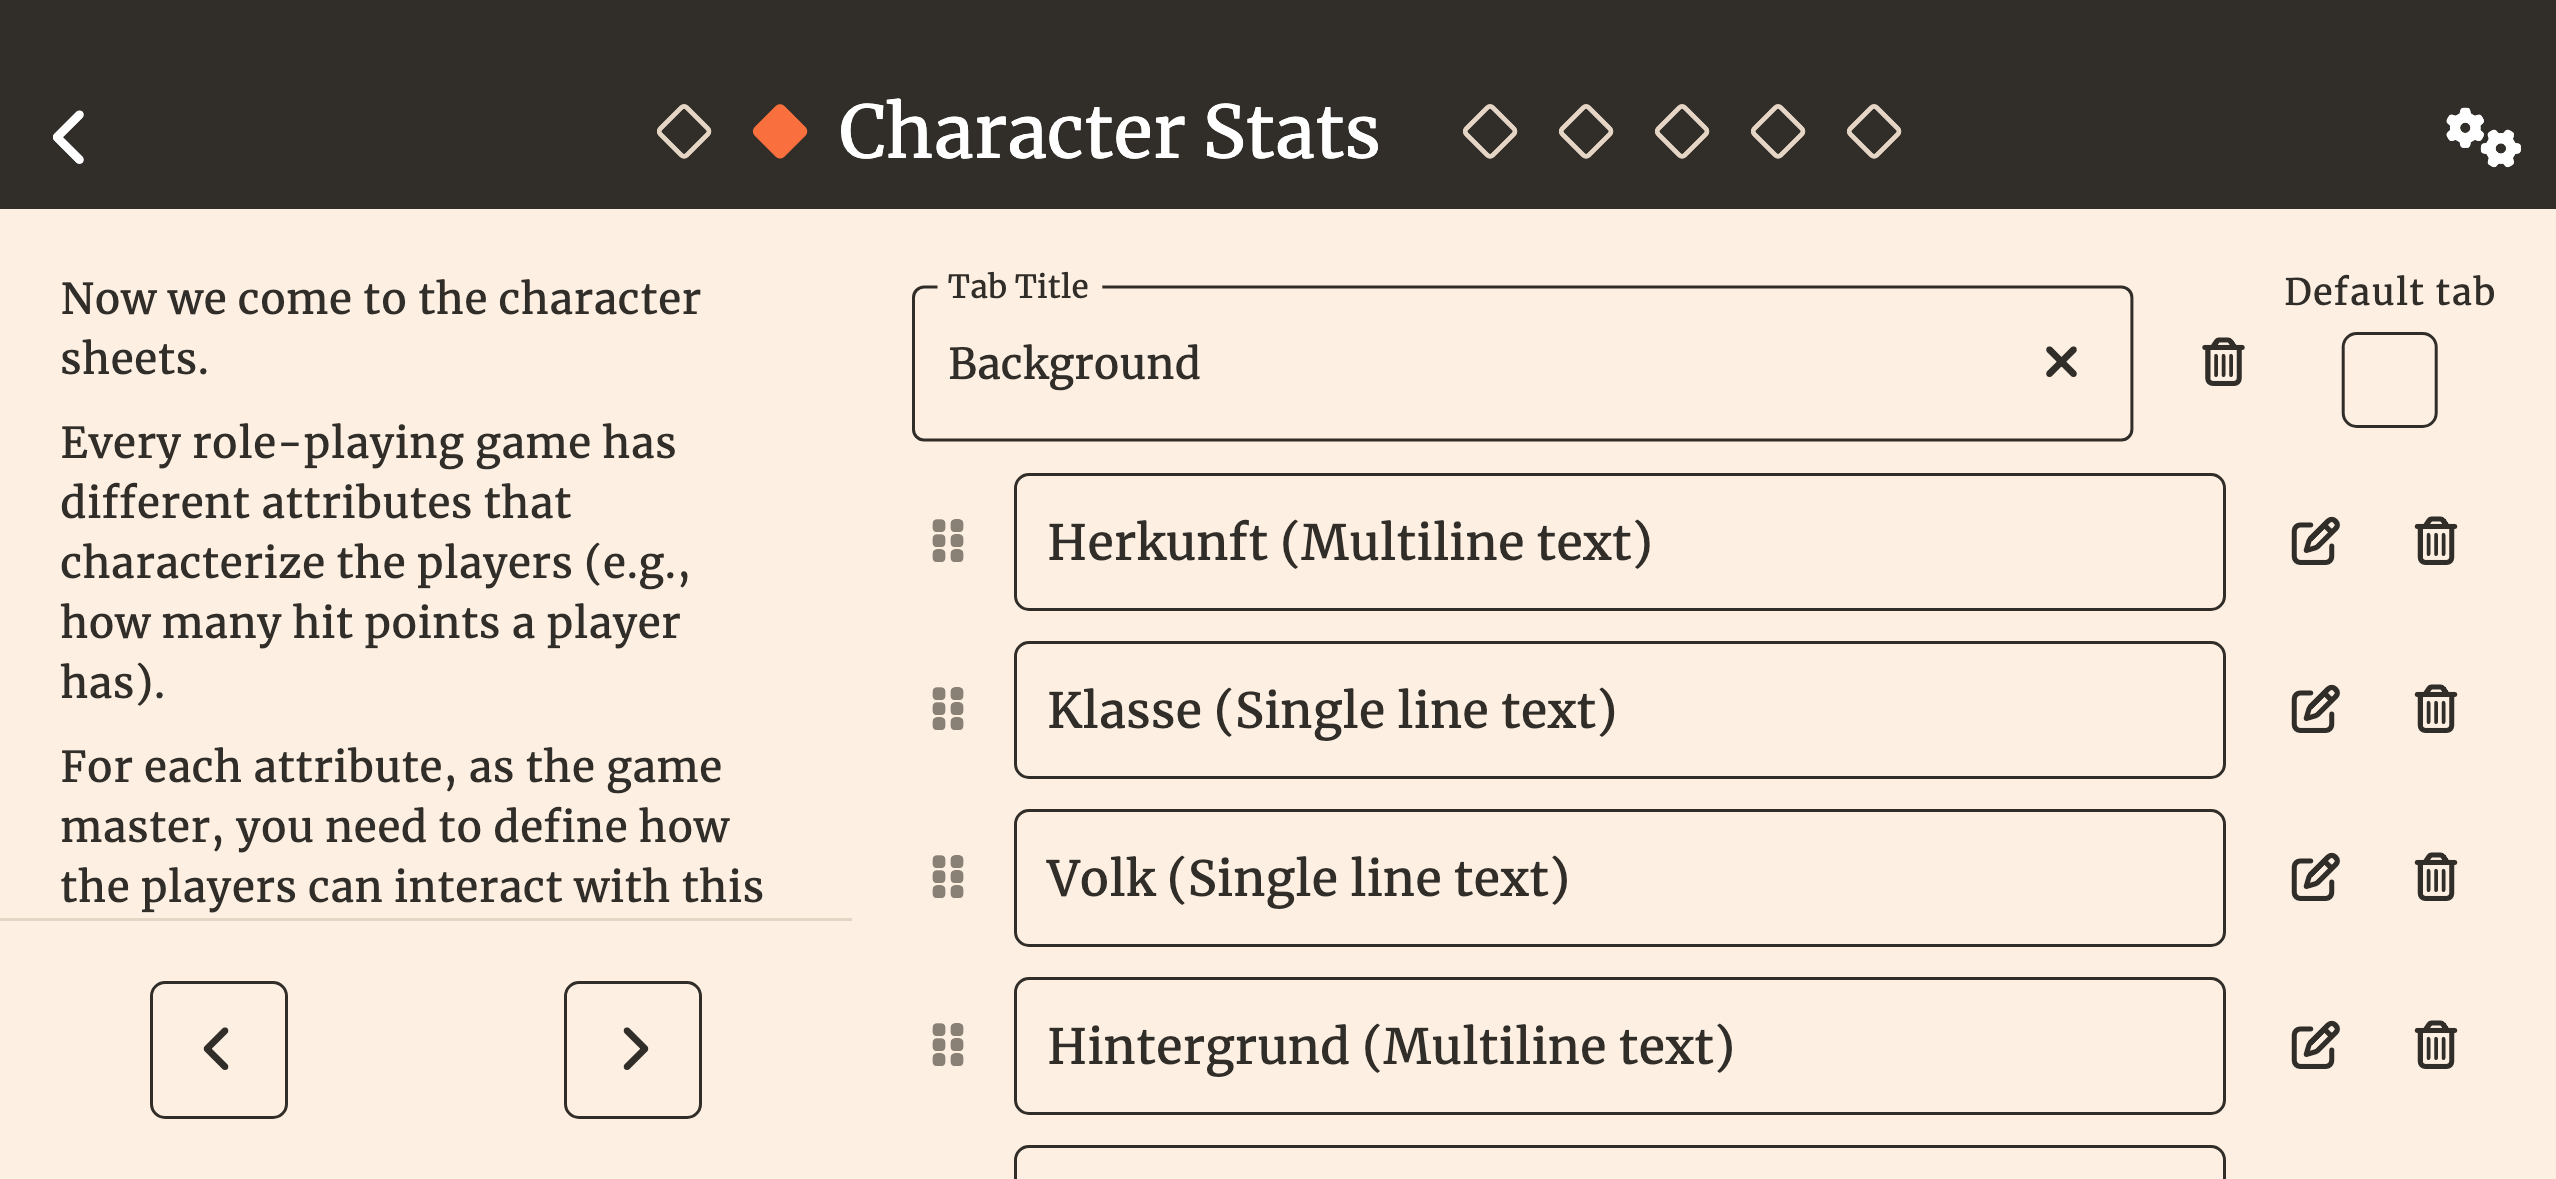 Character Stats
Now we come to the character
sheets.
Every role-playing game has
different attributes that
characterize the players (e.g.,
how many hit points a player
has).
For each attribute, as the game
master, you need to define how
the players can interact with this
Tab Title
Background
Default tab
Herkunft (Multiline text)
Klasse (Single line text)
Volk (Single line text)
Hintergrund (Multiline text)